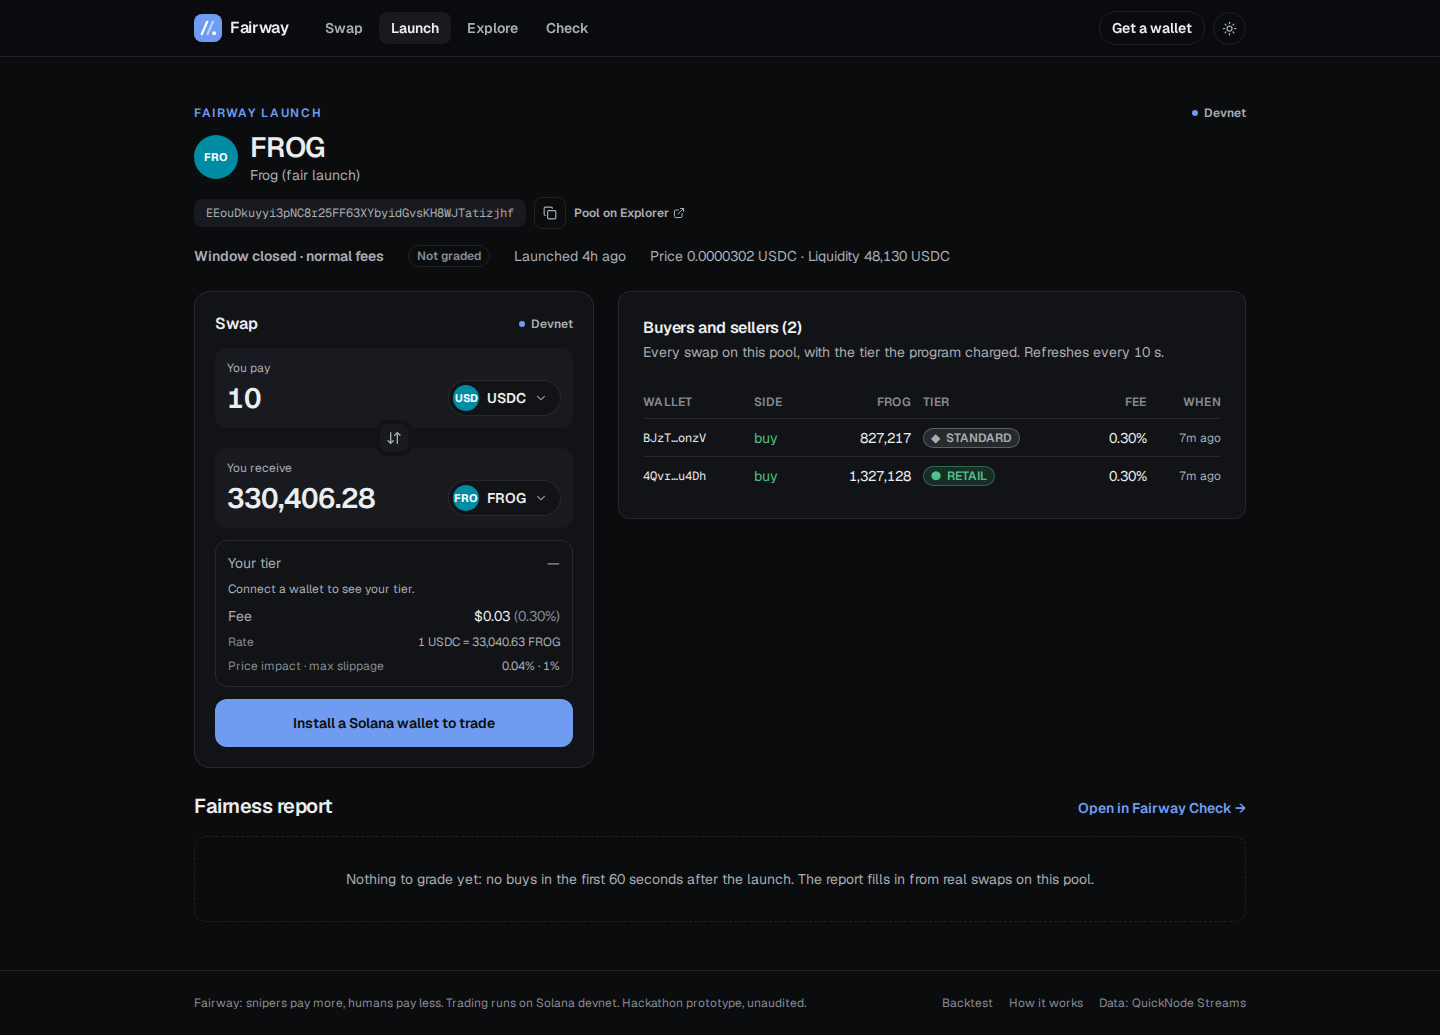 Fairway Swap Launch Explore Check Get a wallet
FAIRWAY LAUNCH Devnet
FRO FROG
Frog (fair launch)
EEouDkuyyi3pNC8r25FF63XYbyidGvsKH8WJTatizjhf Pool on Explorer
Window closed · normal fees Not graded Launched 4h ago Price 0.0000302 USDC · Liquidity 48,130 USDC
Swap Devnet
You pay
10 USD USDC
You receive
330,406.28 FRO FROG
Your tier —
Connect a wallet to see your tier.
Fee $0.03 (0.30%)
Rate 1 USDC = 33,040.63 FROG
Price impact · max slippage 0.04% · 1%
Install a Solana wallet to trade
Buyers and sellers (2)
Every swap on this pool, with the tier the program charged. Refreshes every 10 s.
WALLET SIDE FROG TIER FEE WHEN
BJzT…onzV buy 827,217 STANDARD 0.30% 7m ago
4Qvr…u4Dh buy 1,327,128 RETAIL 0.30% 7m ago
Fairness report Open in Fairway Check →
Nothing to grade yet: no buys in the first 60 seconds after the launch. The report fills in from real swaps on this pool.
Fairway: snipers pay more, humans pay less. Trading runs on Solana devnet. Hackathon prototype, unaudited. Backtest How it works Data: QuickNode Streams